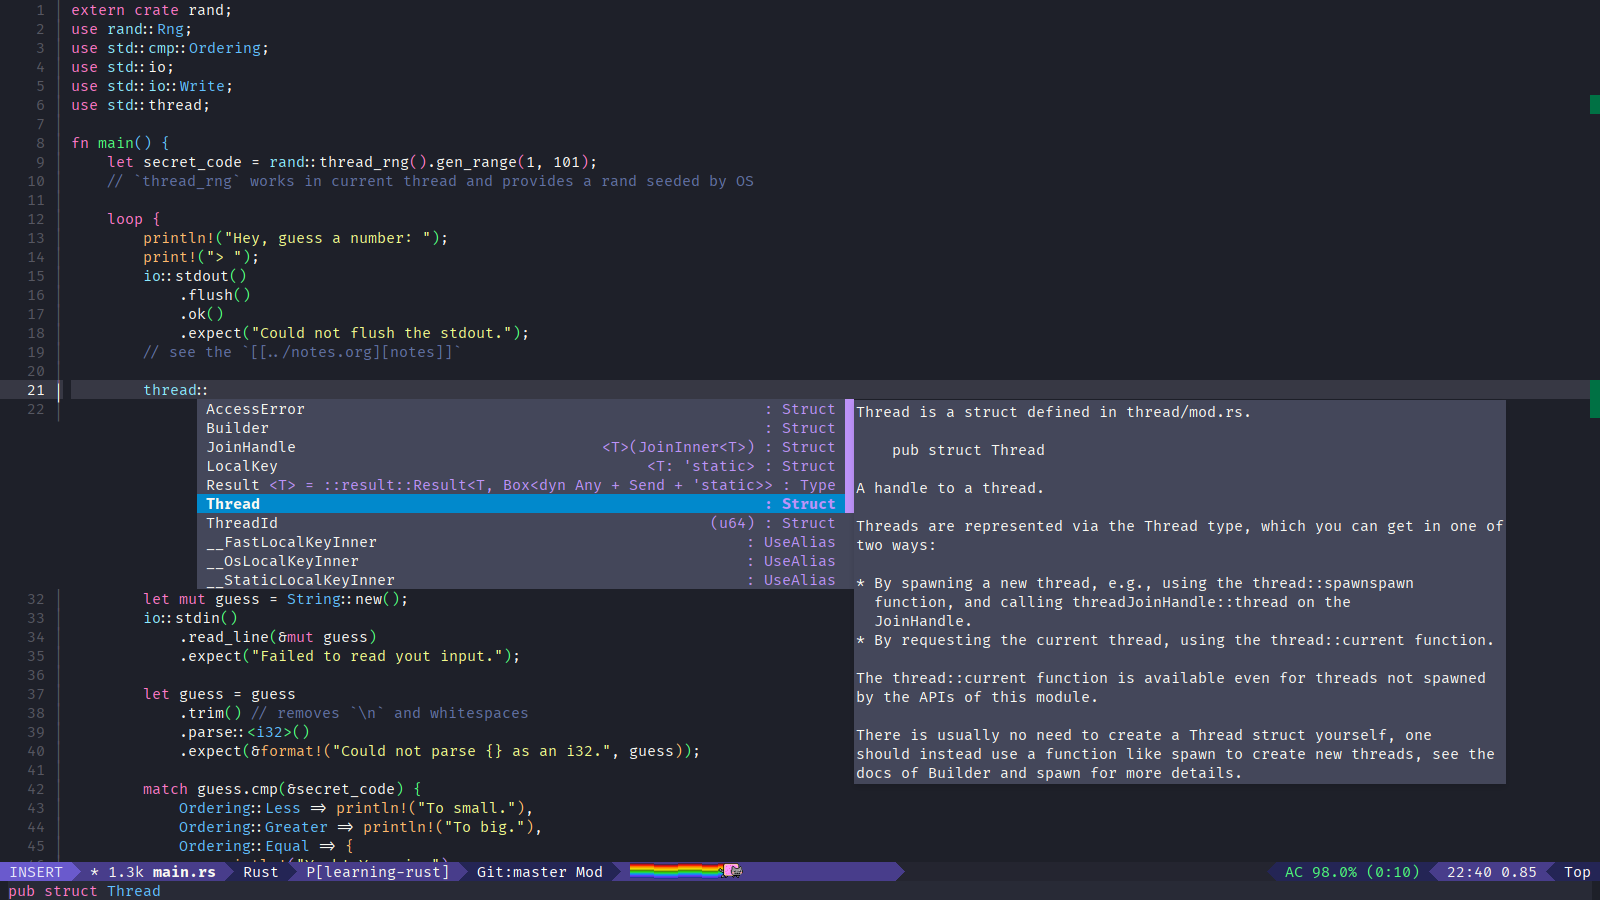 1 extern crate rand;
2 use rand::Rng;
3 use std::cmp::Ordering;
4 use std::io;
5 use std::io::Write;
6 use std::thread;
7
8 fn main() {
9 let secret_code = rand::thread_rng().gen_range(1, 101);
10 // `thread_rng` works in current thread and provides a rand seeded by OS
11
12 loop {
13 println!("Hey, guess a number: ");
14 print!("> ");
15 io::stdout()
16 .flush()
17 .ok()
18 .expect("Could not flush the stdout.");
19 // see the `[[../notes.org][notes]]`
20
21 thread::
22
AccessError : Struct
Builder : Struct
JoinHandle <T>(JoinInner<T>) : Struct
LocalKey <T: 'static> : Struct
Result <T> = ::result::Result<T, Box<dyn Any + Send + 'static>> : Type
Thread : Struct
ThreadId (u64) : Struct
__FastLocalKeyInner : UseAlias
__OsLocalKeyInner : UseAlias
__StaticLocalKeyInner : UseAlias
Thread is a struct defined in thread/mod.rs.
pub struct Thread
A handle to a thread.
Threads are represented via the Thread type, which you can get in one of
two ways:
* By spawning a new thread, e.g., using the thread::spawnspawn
function, and calling threadJoinHandle::thread on the
JoinHandle.
* By requesting the current thread, using the thread::current function.
The thread::current function is available even for threads not spawned
by the APIs of this module.
There is usually no need to create a Thread struct yourself, one
should instead use a function like spawn to create new threads, see the
docs of Builder and spawn for more details.
32 let mut guess = String::new();
33 io::stdin()
34 .read_line(&mut guess)
35 .expect("Failed to read yout input.");
36
37 let guess = guess
38 .trim() // removes `\n` and whitespaces
39 .parse::<i32>()
40 .expect(&format!("Could not parse {} as an i32.", guess));
41
42 match guess.cmp(&secret_code) {
43 Ordering::Less => println!("To small."),
44 Ordering::Greater => println!("To big."),
45 Ordering::Equal => {
INSERT * 1.3k main.rs Rust P[learning-rust] Git:master Mod AC 98.0% (0:10) 22:40 0.85 Top
pub struct Thread